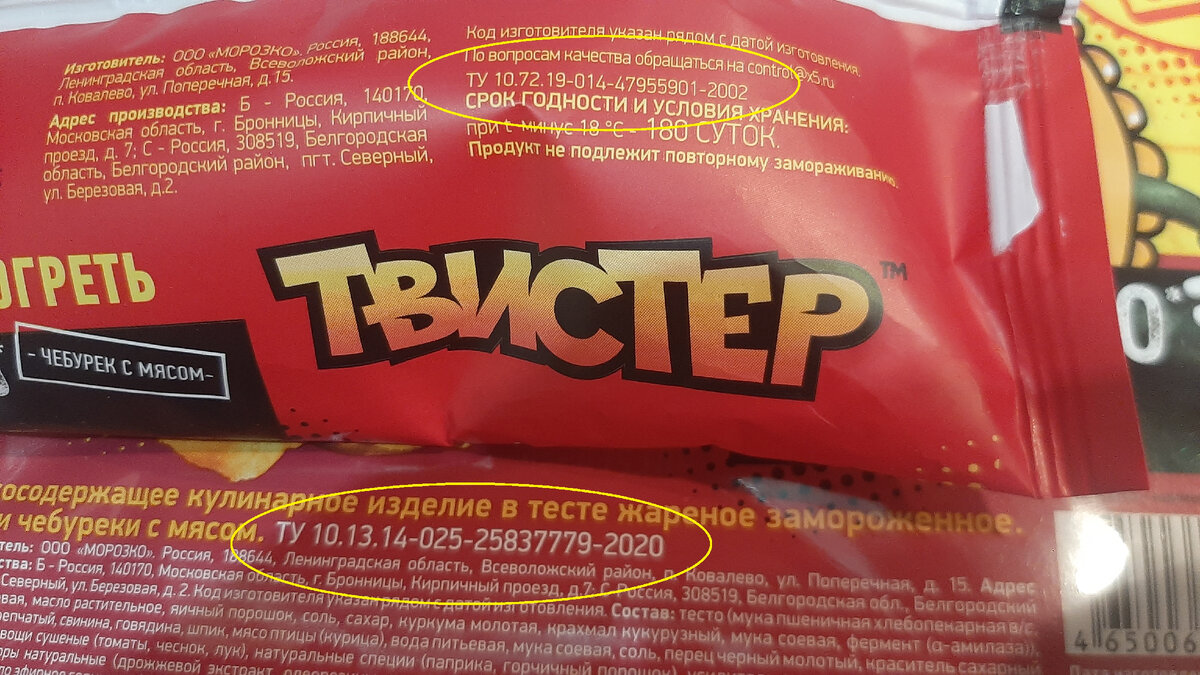 Изготовитель: ООО «МОРОЗКО». Россия, 188644,
Ленинградская область, Всеволожский район,
п. Ковалево, ул. Поперечная, д.15.
Адрес производства: Б - Россия, 140170,
Московская область, г. Бронницы, Кирпичный
проезд, д. 7; С - Россия, 308519, Белгородская
область, Белгородский район, пгт. Северный,
ул. Березовая, д.2.
Код изготовителя указан рядом с датой изготовления.
По вопросам качества обращаться на control@x5.ru
ТУ 10.72.19-014-47955901-2002
СРОК ГОДНОСТИ И УСЛОВИЯ ХРАНЕНИЯ:
при t- минус 18 °С - 180 СУТОК.
Продукт не подлежит повторному замораживанию.
ОГРЕТЬ
ТВИСТЕР™
- ЧЕБУРЕК С МЯСОМ-
0*
косодержащее кулинарное изделие в тесте жареное замороженное.
и чебуреки с мясом. ТУ 10.13.14-025-25837779-2020
тель: ООО «МОРОЗКО». Россия, 188644, Ленинградская область, Всеволожский район, п. Ковалево, ул. Поперечная, д. 15. Адрес
ства: Б - Россия, 140170, Московская область, г. Бронницы, Кирпичный проезд, д.7; С - Россия, 308519, Белгородская обл., Белгородский
Северный, ул. Березовая, д. 2. Код изготовителя указан рядом с датой изготовления. Состав: тесто (мука пшеничная хлебопекарная в/с,
вая, масло растительное, яичный порошок, соль, сахар, куркума молотая, крахмал кукурузный, мука соевая, фермент (α-амилаза)),
репчатый, свинина, говядина, шпик, мясо птицы (курица), вода питьевая, мука соевая, соль, перец черный молотый, краситель сахарный
вощи сушеные (томаты, чеснок, лук), натуральные специи (паприка, горчичный порошок),
ры натуральные (дрожжевой экстракт,
4 65006